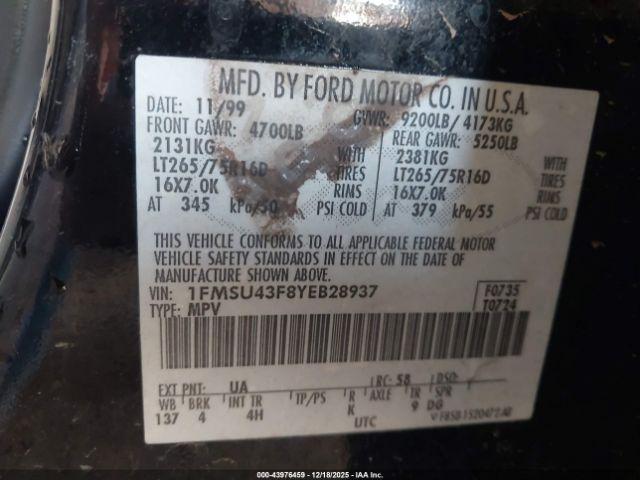 MFD. BY FORD MOTOR CO. IN U.S.A.
DATE: 11/99 GVWR: 9200LB/ 4173KG
FRONT GAWR: 4700LB REAR GAWR: 5250LB
2131KG WITH 2381KG WITH
LT265/75R16D TIRES LT265/75R16D TIRES
16X7.0K RIMS 16X7.0K RIMS
AT 345 kPa/50 PSI COLD AT 379 kPa/55 PSI COLD
THIS VEHICLE CONFORMS TO ALL APPLICABLE FEDERAL MOTOR
VEHICLE SAFETY STANDARDS IN EFFECT ON THE DATE OF
MANUFACTURE SHOWN ABOVE.
VIN: 1FMSU43F8YEB28937 F0735
TYPE: MPV T0724
EXT PNT: UA RC: 58 DSO:
WB BRK INT TR TP/PS R AXLE TR SPR
137 4 4H K 9 DG
UTC
000-43976459 - 12/18/2025 - IAAI.COM